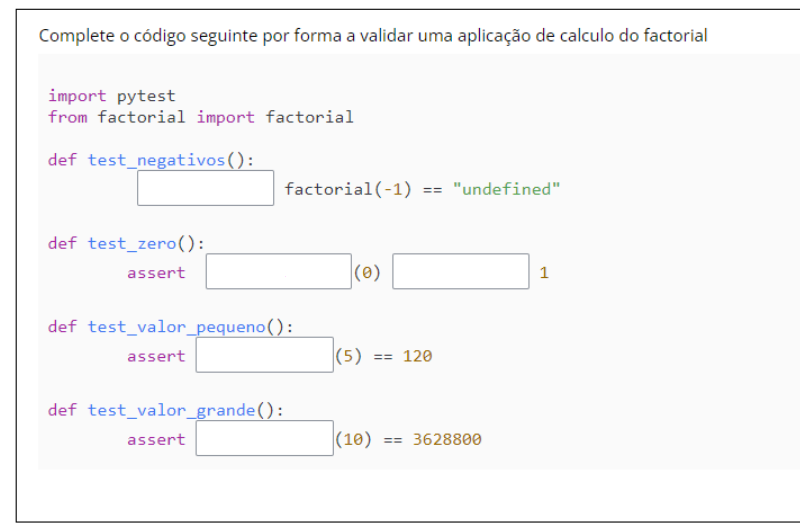 Complete o código seguinte por forma a validar uma aplicação de calculo do factorial
import pytest
from factorial import factorial
def test_negativos():
factorial(-1) == "undefined"
def test_zero():
assert (0) 1
def test_valor_pequeno():
assert (5) == 120
def test_valor_grande():
assert (10) == 3628800